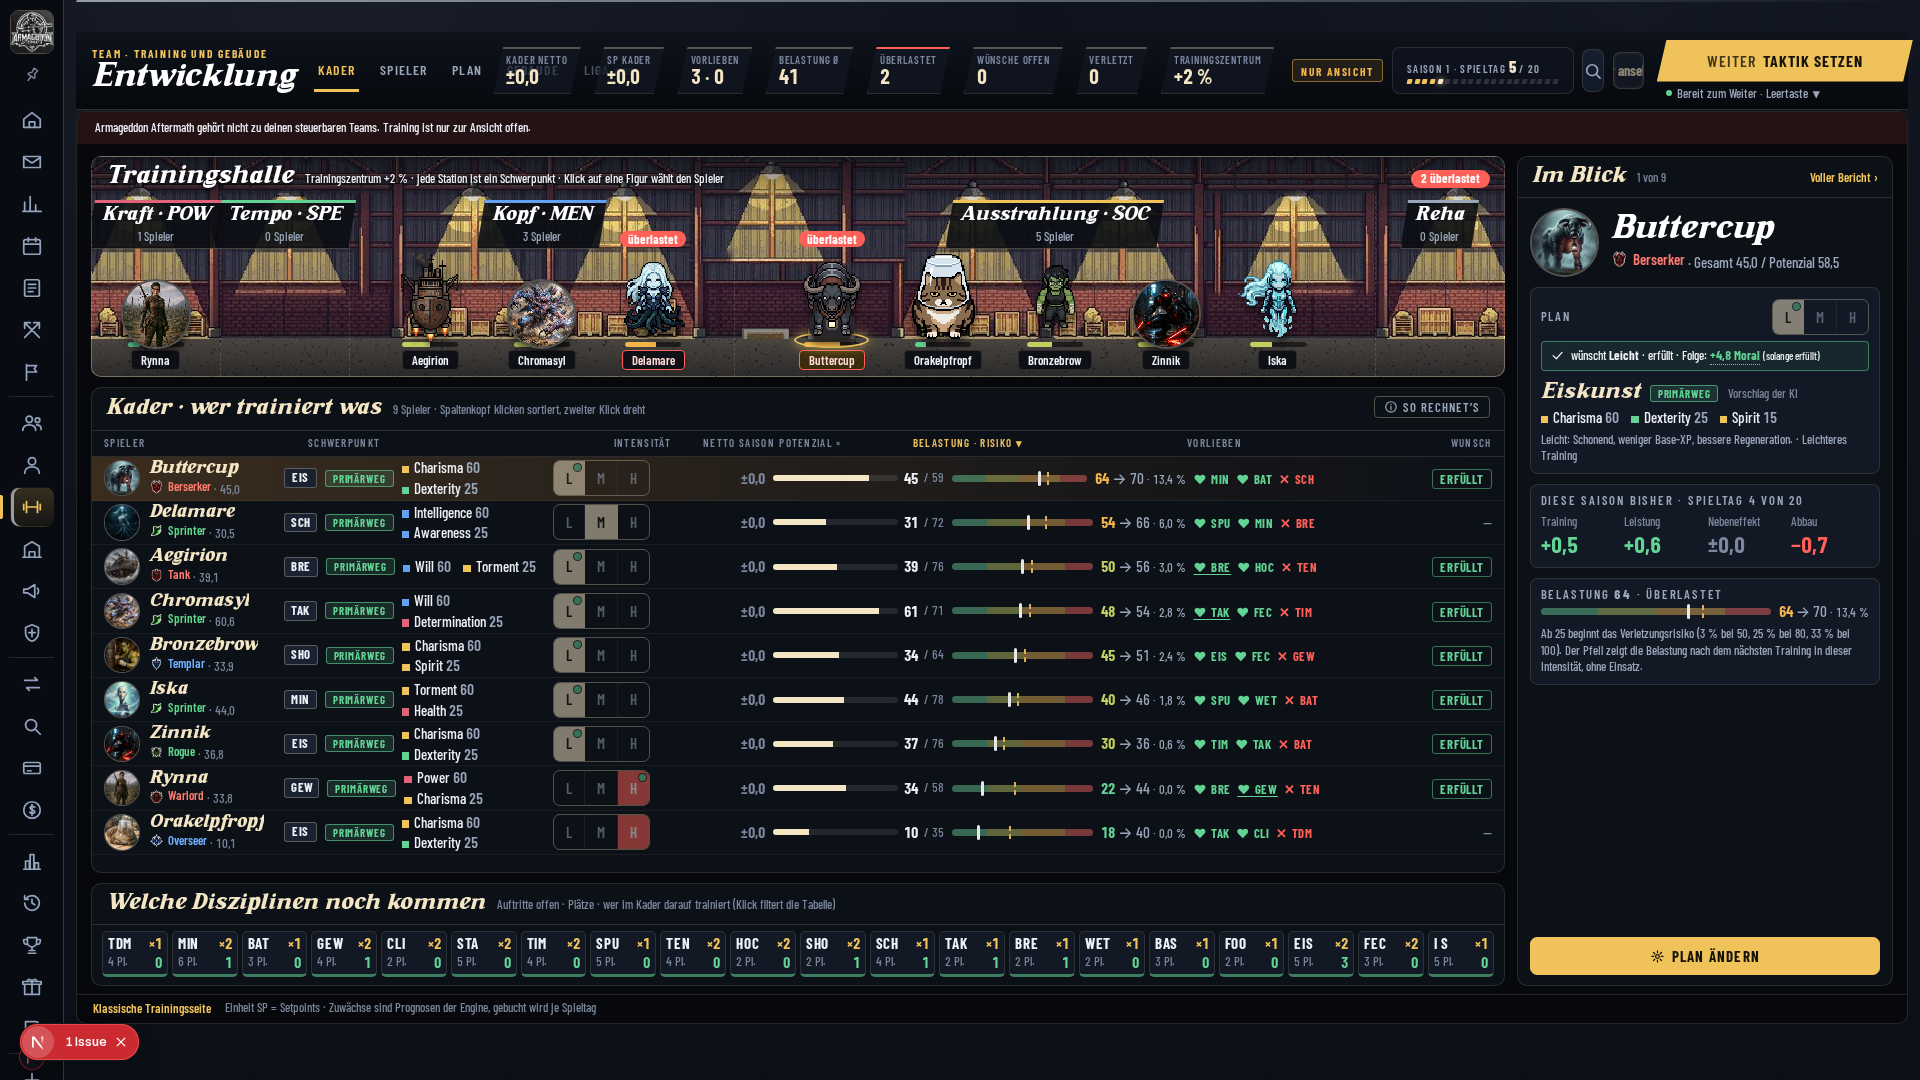 TEAM · TRAINING UND GEBÄUDE
Entwicklung
KADER SPIELER PLAN
KADER NETTO ±0,0
SP KADER ±0,0
VORLIEBEN 3 · 0
BELASTUNG Ø 41
ÜBERLASTET 2
WÜNSCHE OFFEN 0
VERLETZT 0
TRAININGSZENTRUM +2 %
NUR ANSICHT
SAISON 1 · SPIELTAG 5 / 20
anse
WEITER TAKTIK SETZEN
Bereit zum Weiter · Leertaste ▼
Armageddon Aftermath gehört nicht zu deinen steuerbaren Teams. Training ist nur zur Ansicht offen.
Trainingshalle Trainingszentrum +2 % · jede Station ist ein Schwerpunkt · Klick auf eine Figur wählt den Spieler
2 überlastet
Kraft · POW
1 Spieler
Tempo · SPE
0 Spieler
Kopf · MEN
3 Spieler
Ausstrahlung · SOC
5 Spieler
Reha
0 Spieler
überlastet
überlastet
Rynna
Aegirion
Chromasyl
Delamare
Buttercup
Orakelpfropf
Bronzebrow
Zinnik
Iska
Kader · wer trainiert was 9 Spieler · Spaltenkopf klicken sortiert, zweiter Klick dreht
SO RECHNET'S
SPIELER SCHWERPUNKT INTENSITÄT NETTO SAISON POTENZIAL × BELASTUNG · RISIKO ▼ VORLIEBEN WUNSCH
Buttercup
Berserker · 45,0
EIS PRIMÄRWEG
Charisma 60
Dexterity 25
L M H ±0,0 45 / 59 64 → 70 · 13,4 % ♥ MIN ♥ BAT × SCH ERFÜLLT
Delamare
Sprinter · 30,5
SCH PRIMÄRWEG
Intelligence 60
Awareness 25
L M H ±0,0 31 / 72 54 → 66 · 6,0 % ♥ SPU ♥ MIN × BRE –
Aegirion
Tank · 39,1
BRE PRIMÄRWEG
Will 60 Torment 25
L M H ±0,0 39 / 76 50 → 56 · 3,0 % ♥ BRE ♥ HOC × TEN ERFÜLLT
Chromasyl
Sprinter · 60,6
TAK PRIMÄRWEG
Will 60
Determination 25
L M H ±0,0 61 / 71 48 → 54 · 2,8 % ♥ TAK ♥ FEC × TIM ERFÜLLT
Bronzebrow
Templar · 33,9
SHO PRIMÄRWEG
Charisma 60
Spirit 25
L M H ±0,0 34 / 64 45 → 51 · 2,4 % ♥ EIS ♥ FEC × GEW ERFÜLLT
Iska
Sprinter · 44,0
MIN PRIMÄRWEG
Torment 60
Health 25
L M H ±0,0 44 / 78 40 → 46 · 1,8 % ♥ SPU ♥ WET × BAT ERFÜLLT
Zinnik
Rogue · 36,8
EIS PRIMÄRWEG
Charisma 60
Dexterity 25
L M H ±0,0 37 / 76 30 → 36 · 0,6 % ♥ TIM ♥ TAK × BAT ERFÜLLT
Rynna
Warlord · 33,8
GEW PRIMÄRWEG
Power 60
Charisma 25
L M H ±0,0 34 / 58 22 → 44 · 0,0 % ♥ BRE ♥ GEW × TEN ERFÜLLT
Orakelpfropf
Overseer · 10,1
EIS PRIMÄRWEG
Charisma 60
Dexterity 25
L M H ±0,0 10 / 35 18 → 40 · 0,0 % ♥ TAK ♥ CLI × TDM –
Welche Disziplinen noch kommen Auftritte offen · Plätze · wer im Kader darauf trainiert (Klick filtert die Tabelle)
TDM ×1 MIN ×2 BAT ×1 GEW ×2 CLI ×2 STA ×2 TIM ×2 SPU ×1 TEN ×2 HOC ×2 SHO ×2 SCH ×1 TAK ×1 BRE ×1 WET ×1 BAS ×1 FOO ×1 EIS ×2 FEC ×2 I S ×1
4 Pl. 0 6 Pl. 1 3 Pl. 0 4 Pl. 1 2 Pl. 0 5 Pl. 0 4 Pl. 0 5 Pl. 0 4 Pl. 0 2 Pl. 0 2 Pl. 1 4 Pl. 1 2 Pl. 1 2 Pl. 1 2 Pl. 0 3 Pl. 0 2 Pl. 0 5 Pl. 3 3 Pl. 0 5 Pl. 0
Klassische Trainingsseite Einheit SP = Setpoints · Zuwächse sind Prognosen der Engine, gebucht wird je Spieltag
Im Blick 1 von 9 Voller Bericht ›
Buttercup
Berserker · Gesamt 45,0 / Potenzial 58,5
PLAN L M H
wünscht Leicht · erfüllt · Folge: +4,8 Moral (solange erfüllt)
Eiskunst PRIMÄRWEG Vorschlag der KI
Charisma 60 Dexterity 25 Spirit 15
Leicht: Schonend, weniger Base-XP, bessere Regeneration. · Leichteres
Training
DIESE SAISON BISHER · SPIELTAG 4 VON 20
Training Leistung Nebeneffekt Abbau
+0,5 +0,6 ±0,0 −0,7
BELASTUNG 64 · ÜBERLASTET
64 → 70 · 13,4 %
Ab 25 beginnt das Verletzungsrisiko (3 % bei 50, 25 % bei 80, 33 % bei
100). Der Pfeil zeigt die Belastung nach dem nächsten Training in dieser
Intensität, ohne Einsatz.
PLAN ÄNDERN
N 1 Issue ×